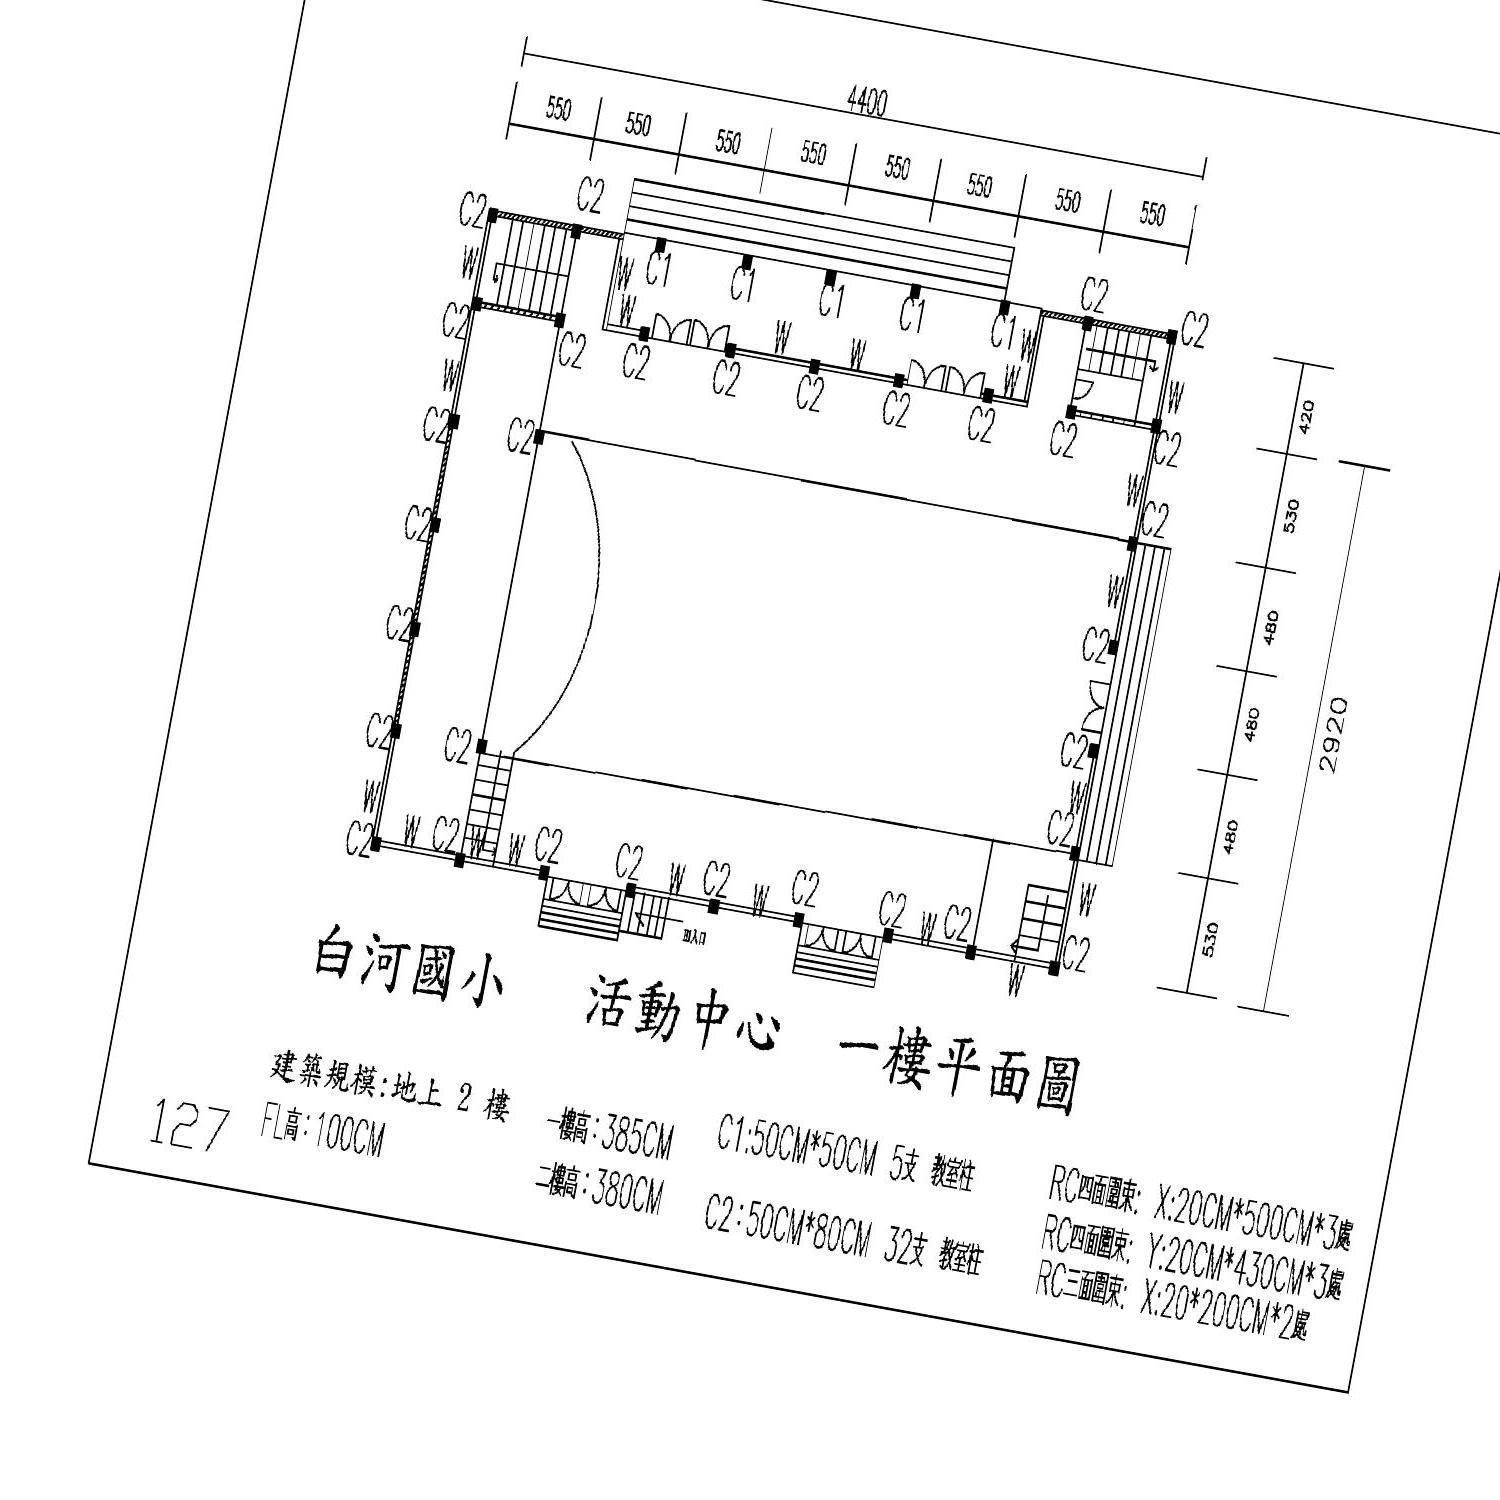 4400
550 550 550 550 550 550 550 550
C2 C2 C2 C2
W C1 C1 C1 C1 C1 W
W W W W W
C2 C2 C2 C2 C2 C2 C2 C2 C2
W W
C2 C2 W C2
C2 W
C2 C2
C2 C2 C2
W W
C2 W C2 W W C2 C2 W C2 W C2 C2 W C2 W C2
W
出入口
420
530
480
480
480
530
2920
白河國小 活動中心 一樓平面圖
建築規模:地上 2 樓
127 FL高:100CM
一樓高:385CM
二樓高:380CM
C1:50CM*50CM 5支 教室柱
C2:50CM*80CM 32支 教室柱
RC四面圍束: X:20CM*500CM*3處
RC四面圍束: Y:20CM*430CM*3處
RC三面圍束: X:20*200CM*2處